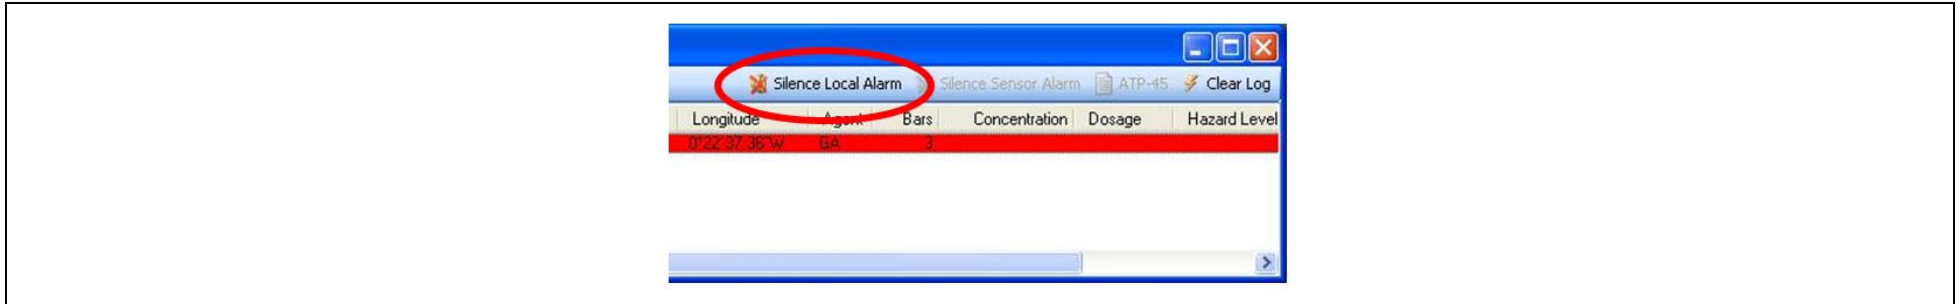 Silence Local Alarm Silence Sensor Alarm ATP-45 Clear Log
Longitude Agent Bars Concentration Dosage Hazard Level
0°22'37.36"W GA 3